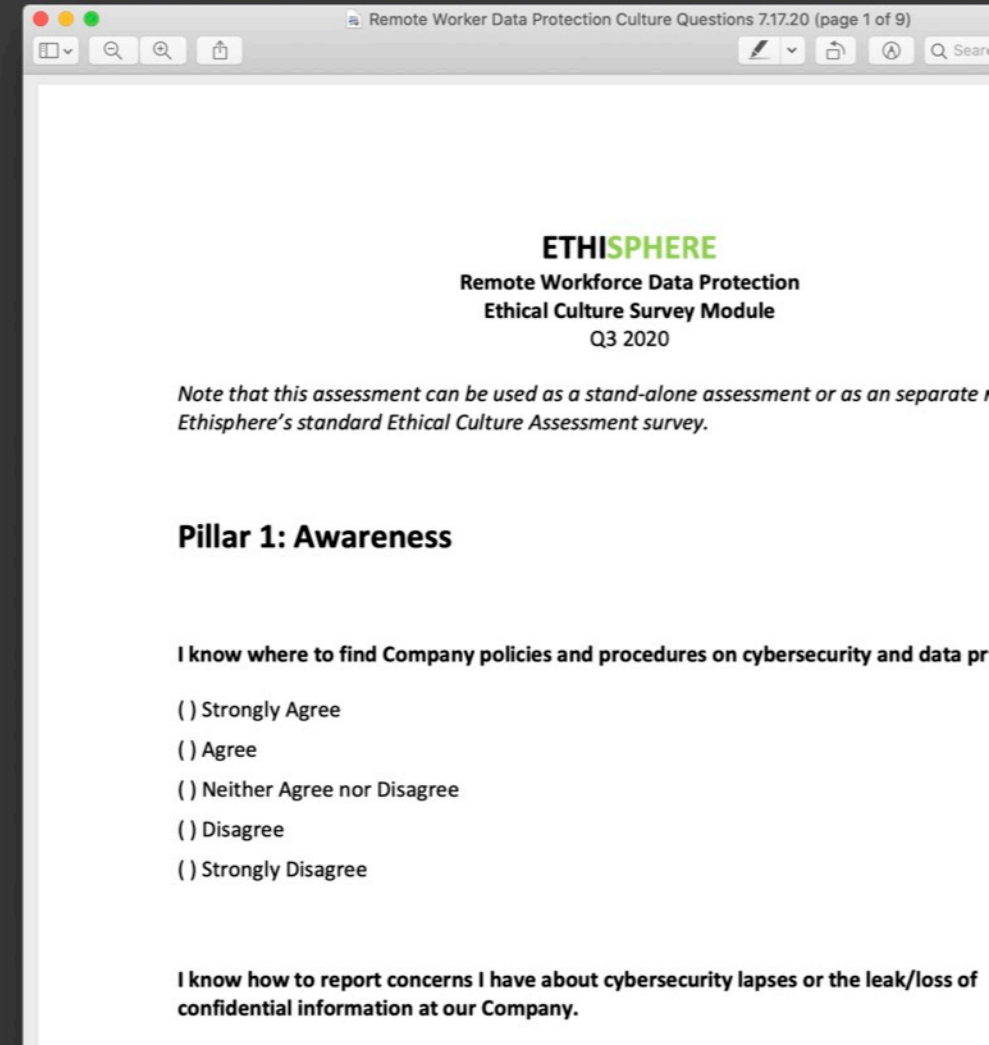 Remote Worker Data Protection Culture Questions 7.17.20 (page 1 of 9)
ETHISPHERE
Remote Workforce Data Protection
Ethical Culture Survey Module
Q3 2020
Note that this assessment can be used as a stand-alone assessment or as an separate
Ethisphere's standard Ethical Culture Assessment survey.
Pillar 1: Awareness
I know where to find Company policies and procedures on cybersecurity and data
( ) Strongly Agree
( ) Agree
( ) Neither Agree nor Disagree
( ) Disagree
( ) Strongly Disagree
I know how to report concerns I have about cybersecurity lapses or the leak/loss of
confidential information at our Company.